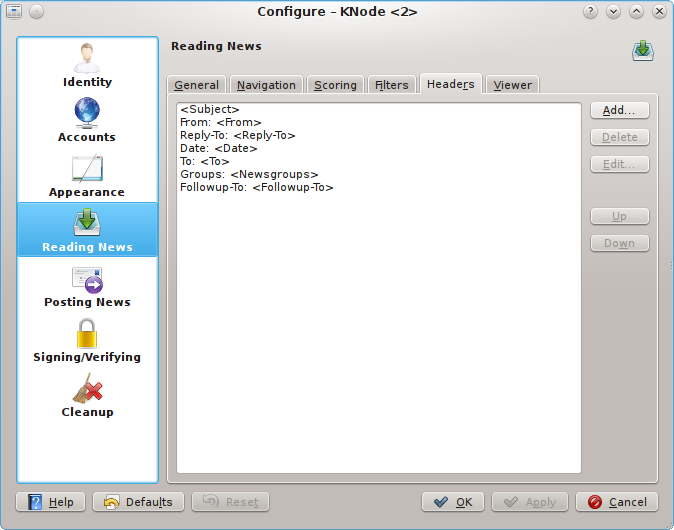 Configure – KNode <2>
Identity
Accounts
Appearance
Reading News
Posting News
Signing/Verifying
Cleanup
Reading News
General Navigation Scoring Filters Headers Viewer
<Subject>
From: <From>
Reply-To: <Reply-To>
Date: <Date>
To: <To>
Groups: <Newsgroups>
Followup-To: <Followup-To>
Add...
Delete
Edit...
Up
Down
Help Defaults Reset OK Apply Cancel